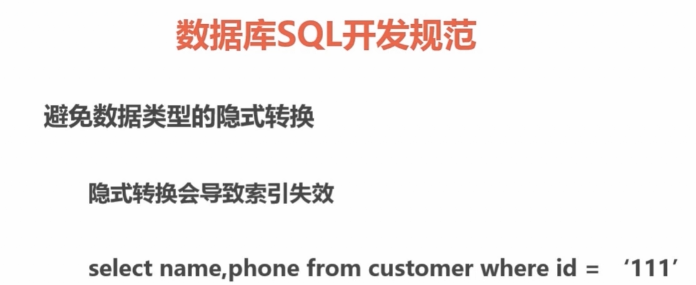 数据库SQL开发规范
避免数据类型的隐式转换
隐式转换会导致索引失效
select name,phone from customer where id = ‘111’